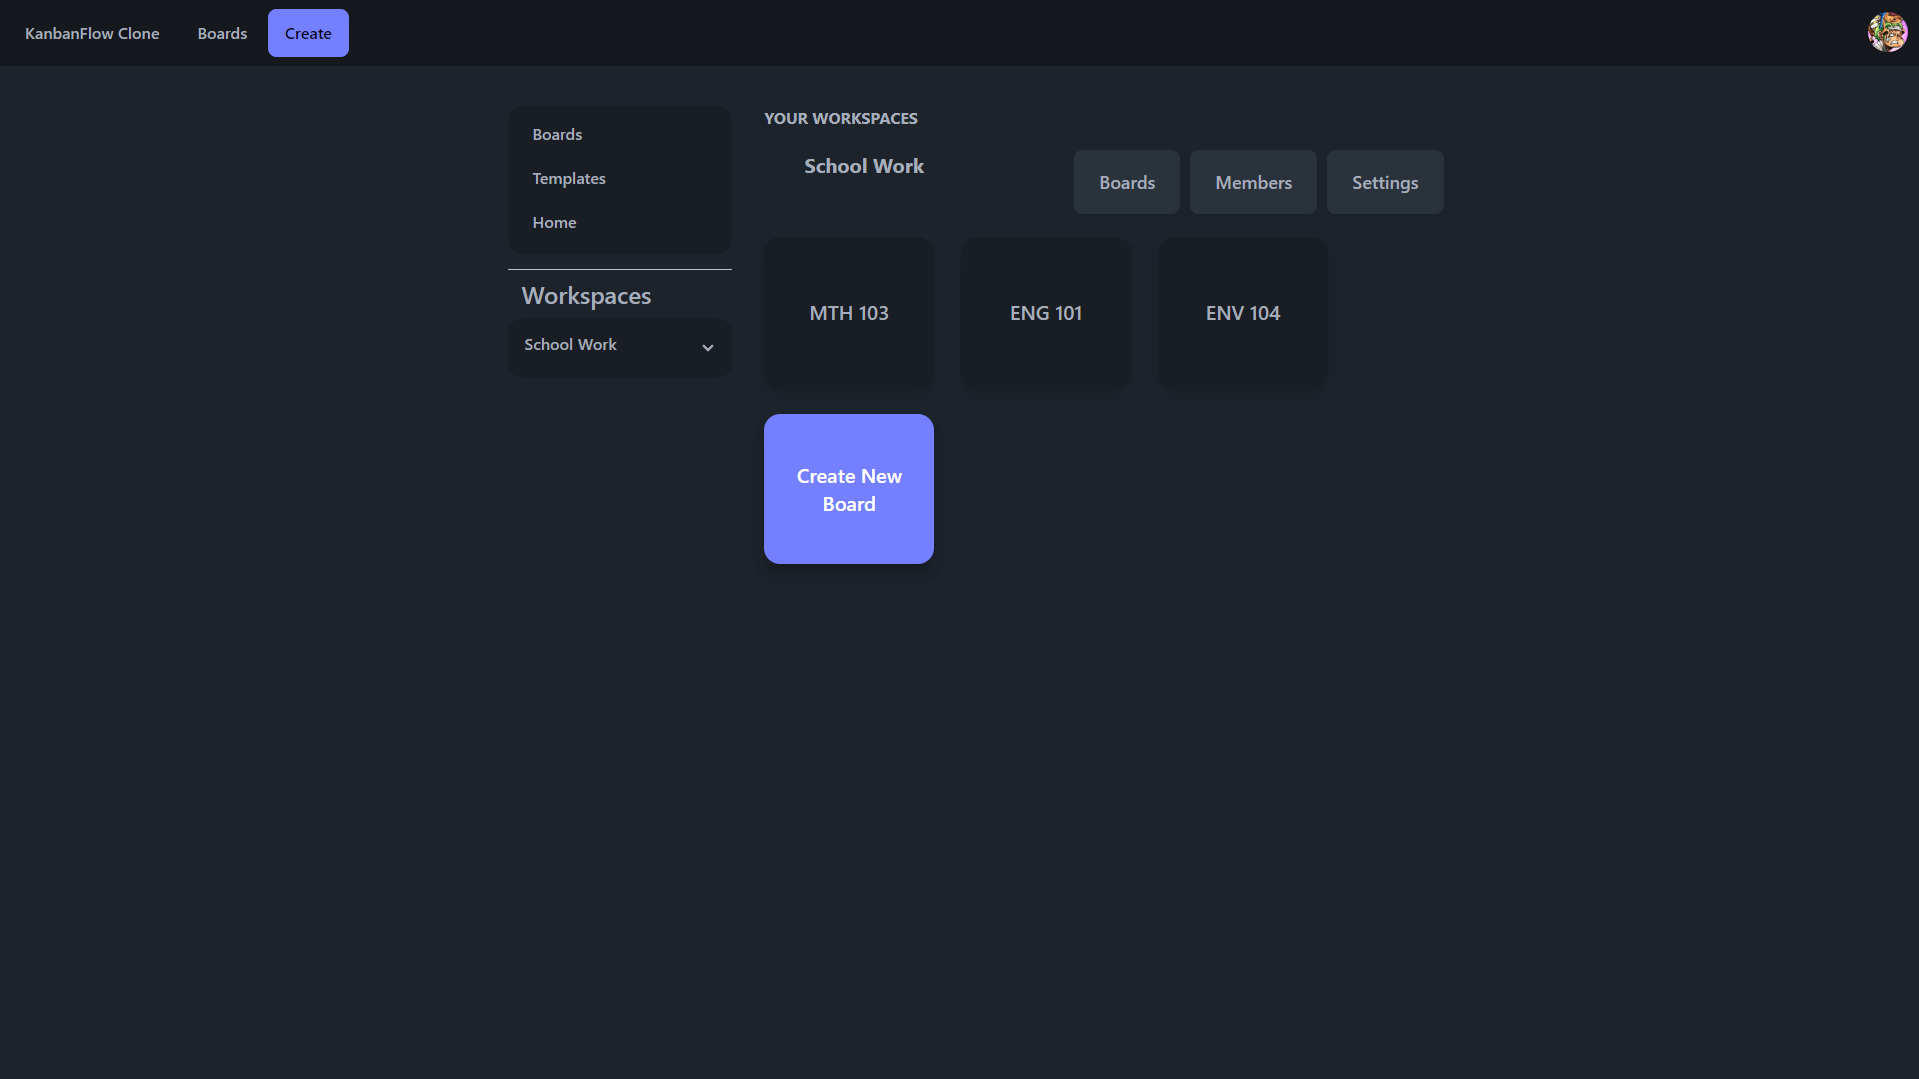 KanbanFlow Clone
Boards
Create
Boards
Templates
Home
Workspaces
School Work
YOUR WORKSPACES
School Work
Boards
Members
Settings
MTH 103
ENG 101
ENV 104
Create New
Board